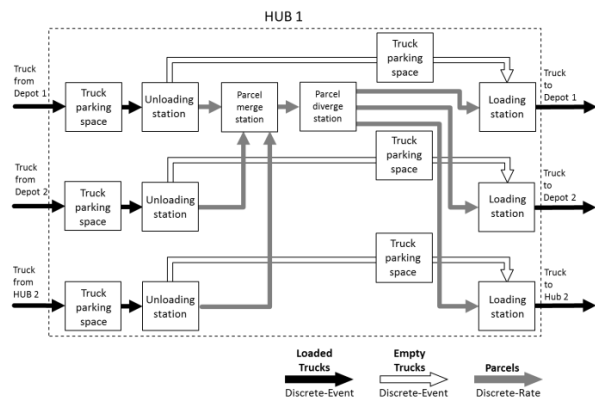 HUB 1
Truck
from
Depot 1
Truck
parking
space
Unloading
station
Parcel
merge
station
Parcel
diverge
station
Truck
parking
space
Loading
station
Truck
to
Depot 1
Truck
from
Depot 2
Truck
parking
space
Unloading
station
Truck
parking
space
Loading
station
Truck
to
Depot 2
Truck
from
HUB 2
Truck
parking
space
Unloading
station
Truck
parking
space
Loading
station
Truck
to
Hub 2
Loaded
Trucks
Discrete-Event
Empty
Trucks
Discrete-Event
Parcels
Discrete-Rate